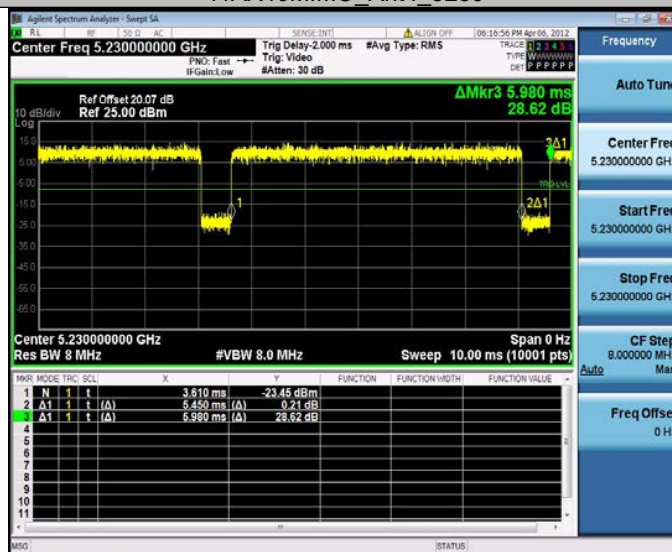 Agilent Spectrum Analyzer - Swept SA
RL RF 50 Ω AC SENSE:INT ALIGN OFF 06:16:56 PM Apr 06, 2012
Center Freq 5.230000000 GHz
PNO: Fast
IFGain:Low
Trig Delay-2.000 ms
Trig: Video
#Atten: 30 dB
#Avg Type: RMS
TRACE 1 2 3 4 5 6
TYPE WWWWWW
DET P P P P P P
Frequency
ΔMkr3 5.980 ms
28.62 dB
Ref Offset 20.07 dB
10 dB/div Ref 25.00 dBm
Log
15.0
5.00
-5.00
-15.0
-25.0
-35.0
-45.0
-55.0
-65.0
3Δ1
TRIG LVL
1
2Δ1
Center 5.230000000 GHz
Res BW 8 MHz
#VBW 8.0 MHz
Span 0 Hz
Sweep 10.00 ms (10001 pts)
MKR MODE TRC SCL X Y FUNCTION FUNCTION WIDTH FUNCTION VALUE
1 N 1 t 3.610 ms -23.45 dBm
2 Δ1 1 t (Δ) 5.450 ms (Δ) 0.21 dB
3 Δ1 1 t (Δ) 5.980 ms (Δ) 28.62 dB
4
5
6
7
8
9
10
11
Auto Tune
Center Freq
5.230000000 GHz
Start Freq
5.230000000 GHz
Stop Freq
5.230000000 GHz
CF Step
8.000000 MHz
Auto Man
Freq Offset
0 Hz
MSG STATUS